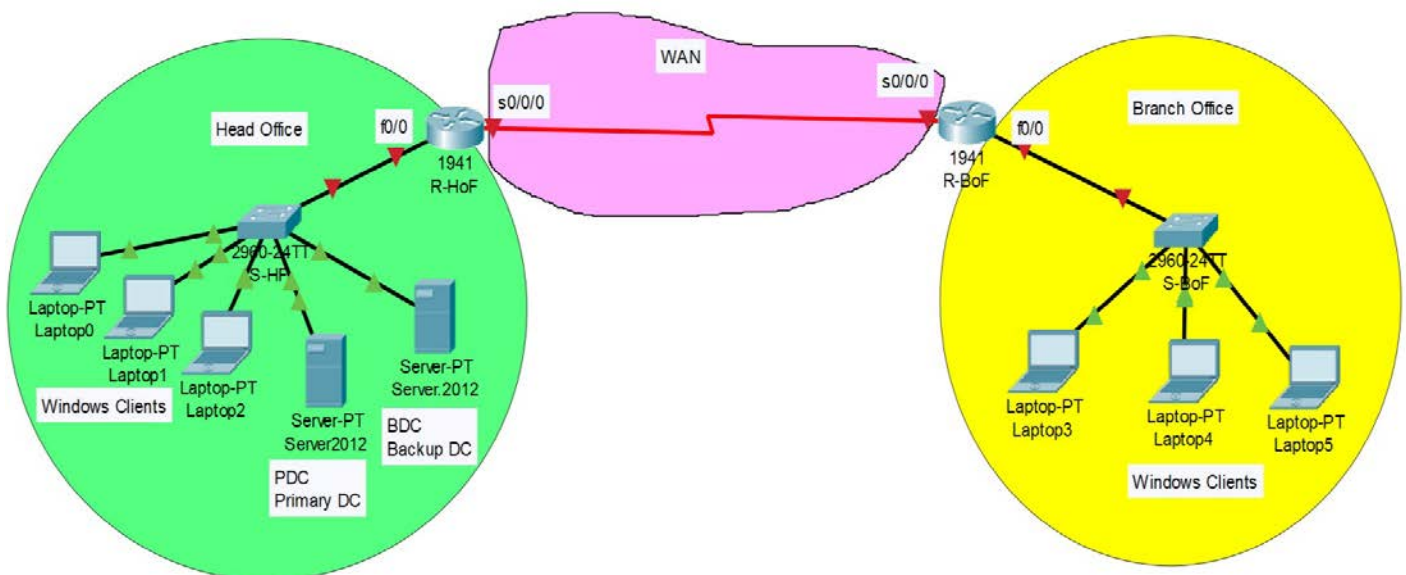 WAN
s0/0/0
s0/0/0
Head Office
f0/0
1941
R-HoF
1941
R-BoF
f0/0
Branch Office
2960-24TT
S-HF
Laptop-PT
Laptop0
Laptop-PT
Laptop1
Laptop-PT
Laptop2
Windows Clients
Server-PT
Server2012
PDC
Primary DC
Server-PT
Server.2012
BDC
Backup DC
2960-24TT
S-BoF
Laptop-PT
Laptop3
Laptop-PT
Laptop4
Laptop-PT
Laptop5
Windows Clients